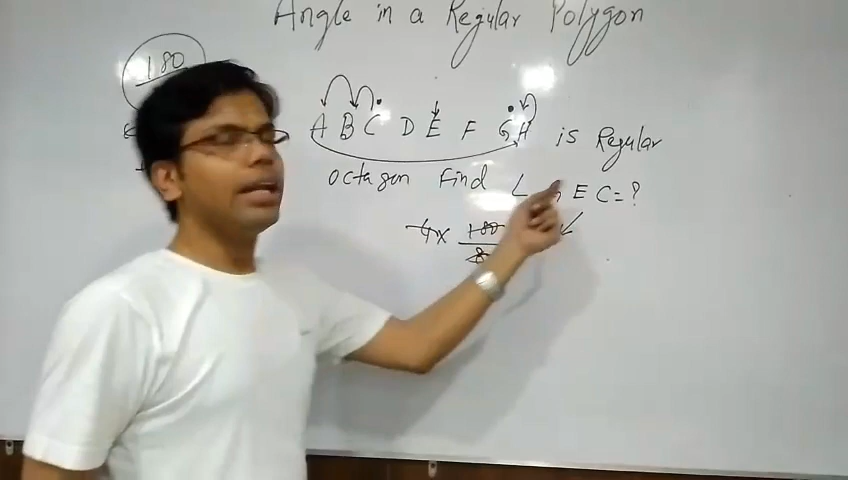 Angle in a Regular Polygon
180
A B C D E F G H is Regular
octagon Find ∠ E C = ?
4x 180
8